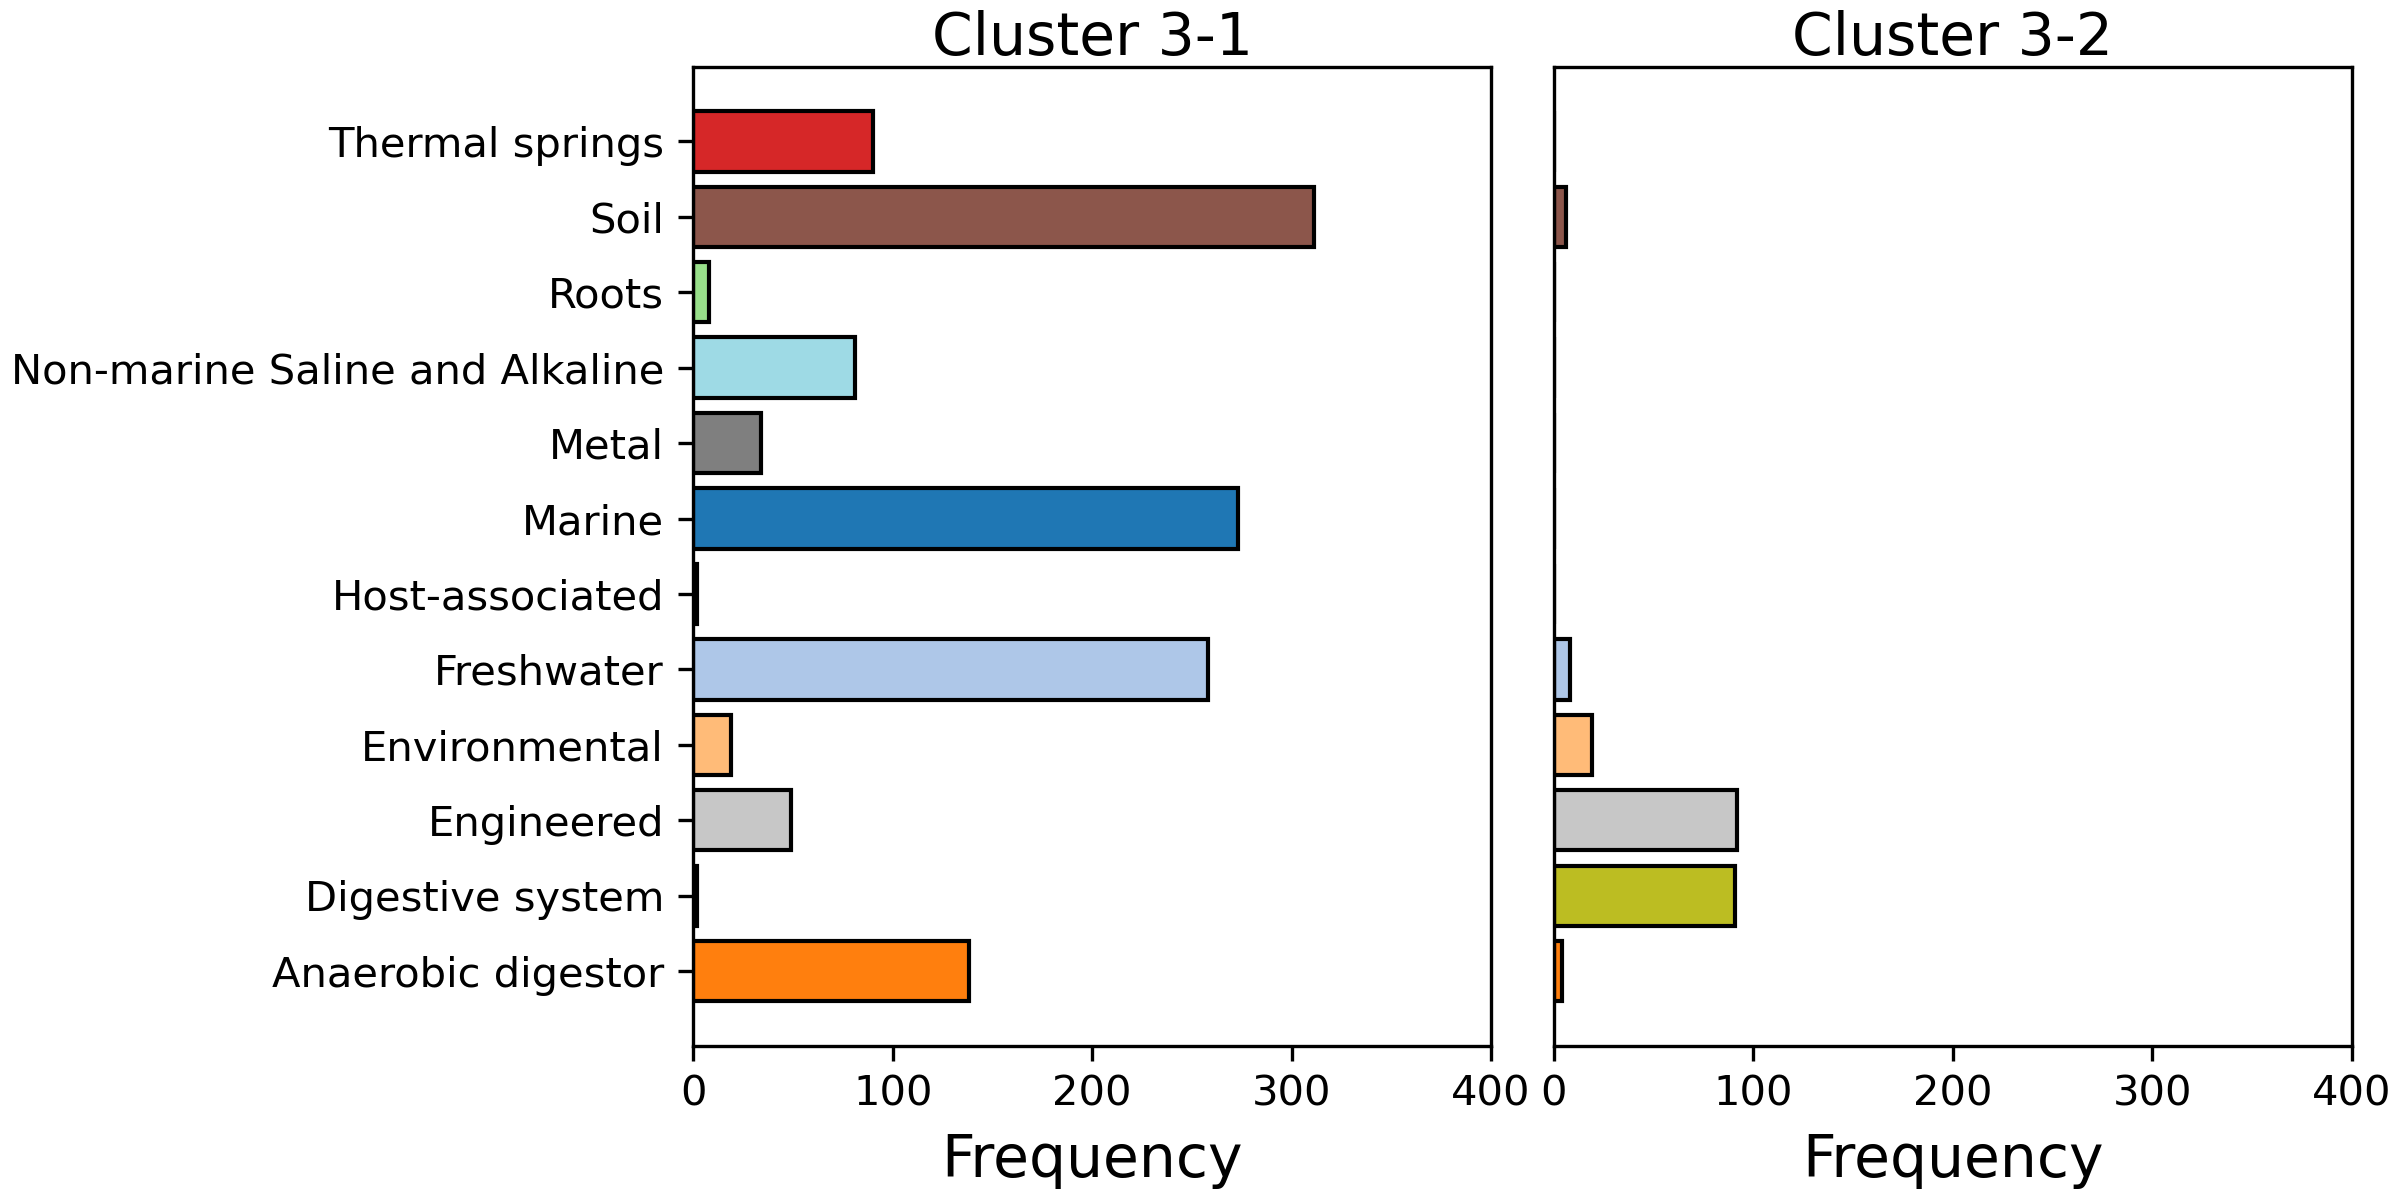 Cluster 3-1
Cluster 3-2
Thermal springs
Soil
Roots
Non-marine Saline and Alkaline
Metal
Marine
Host-associated
Freshwater
Environmental
Engineered
Digestive system
Anaerobic digestor
0 100 200 300 400
0 100 200 300 400
Frequency
Frequency